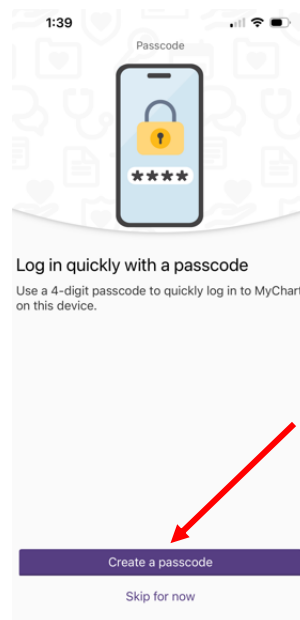 1:39
Passcode
****
Log in quickly with a passcode
Use a 4-digit passcode to quickly log in to MyChart
on this device.
Create a passcode
Skip for now